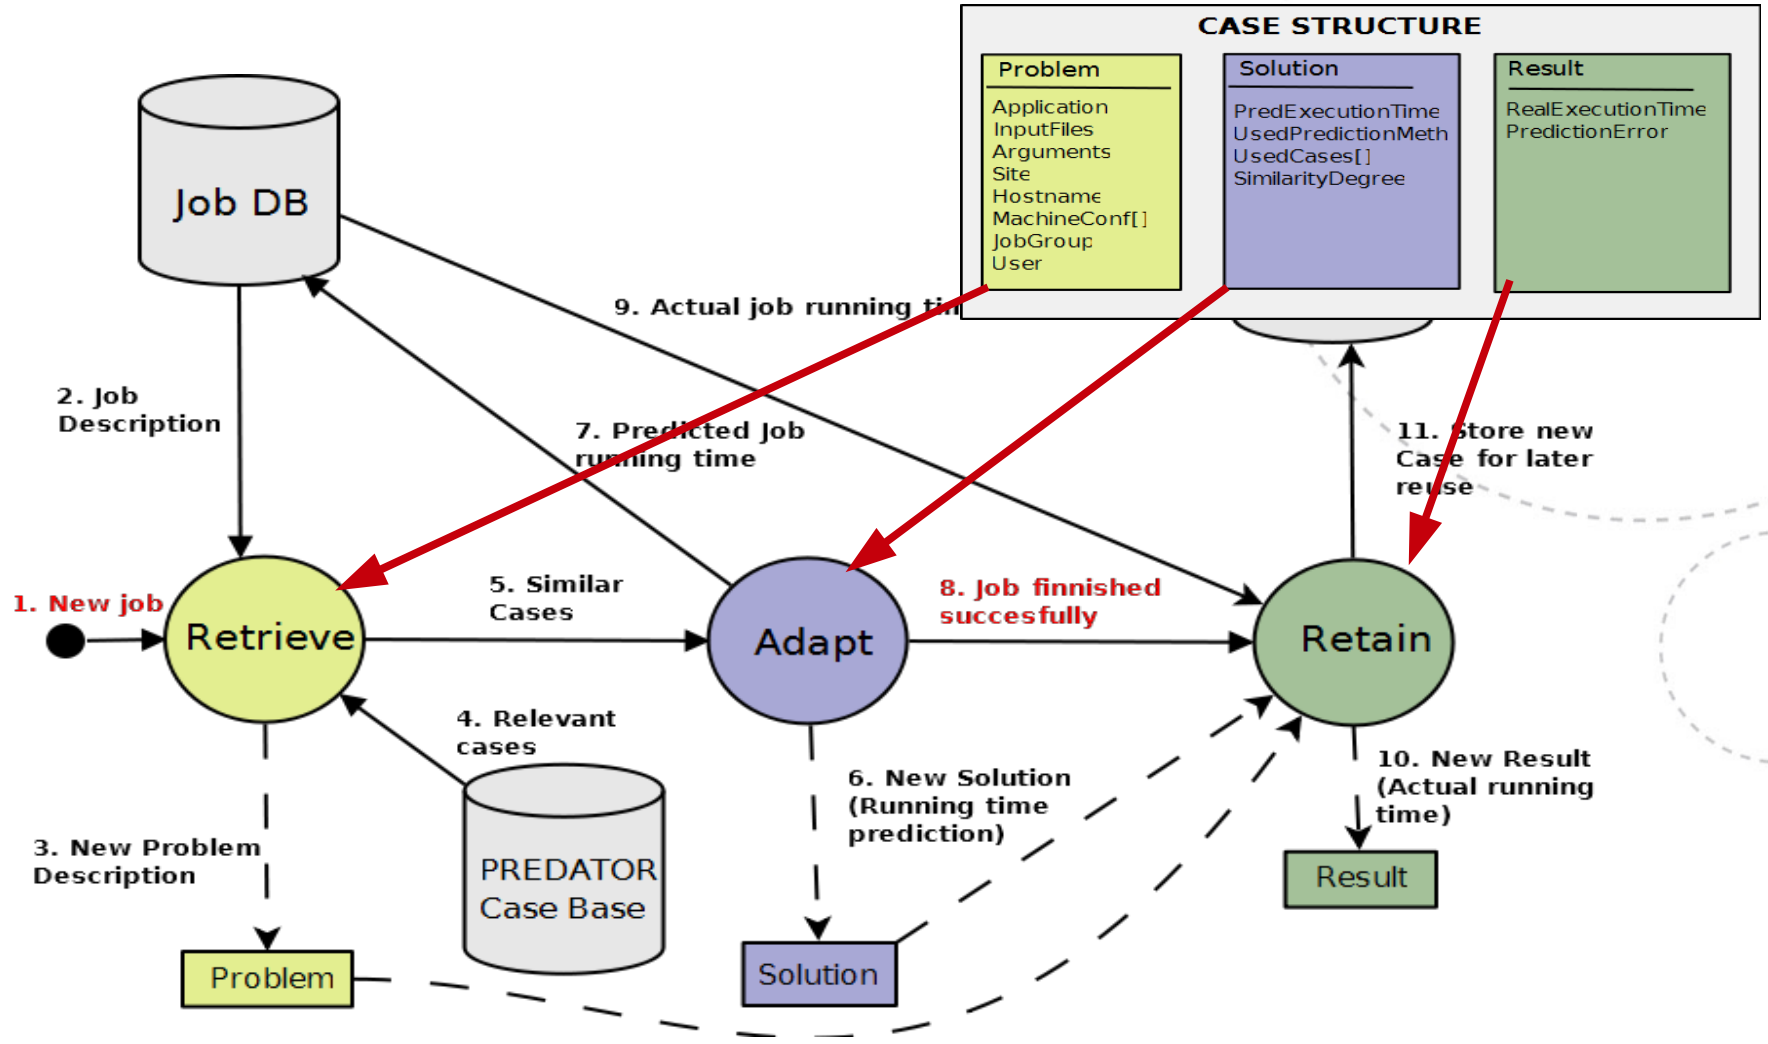 CASE STRUCTURE
Problem
Application
InputFiles
Arguments
Site
Hostname
MachineConf[]
JobGroup
User
Solution
PredExecutionTime
UsedPredictionMeth
UsedCases[]
SimilarityDegree
Result
RealExecutionTime
PredictionError
Job DB
9. Actual job running
2. Job
Description
7. Predicted Job
running time
11. Store new
Case for later
reuse
1. New job
Retrieve
5. Similar
Cases
Adapt
8. Job finnished
succesfully
Retain
4. Relevant
cases
3. New Problem
Description
PREDATOR
Case Base
6. New Solution
(Running time
prediction)
10. New Result
(Actual running
time)
Result
Problem
Solution